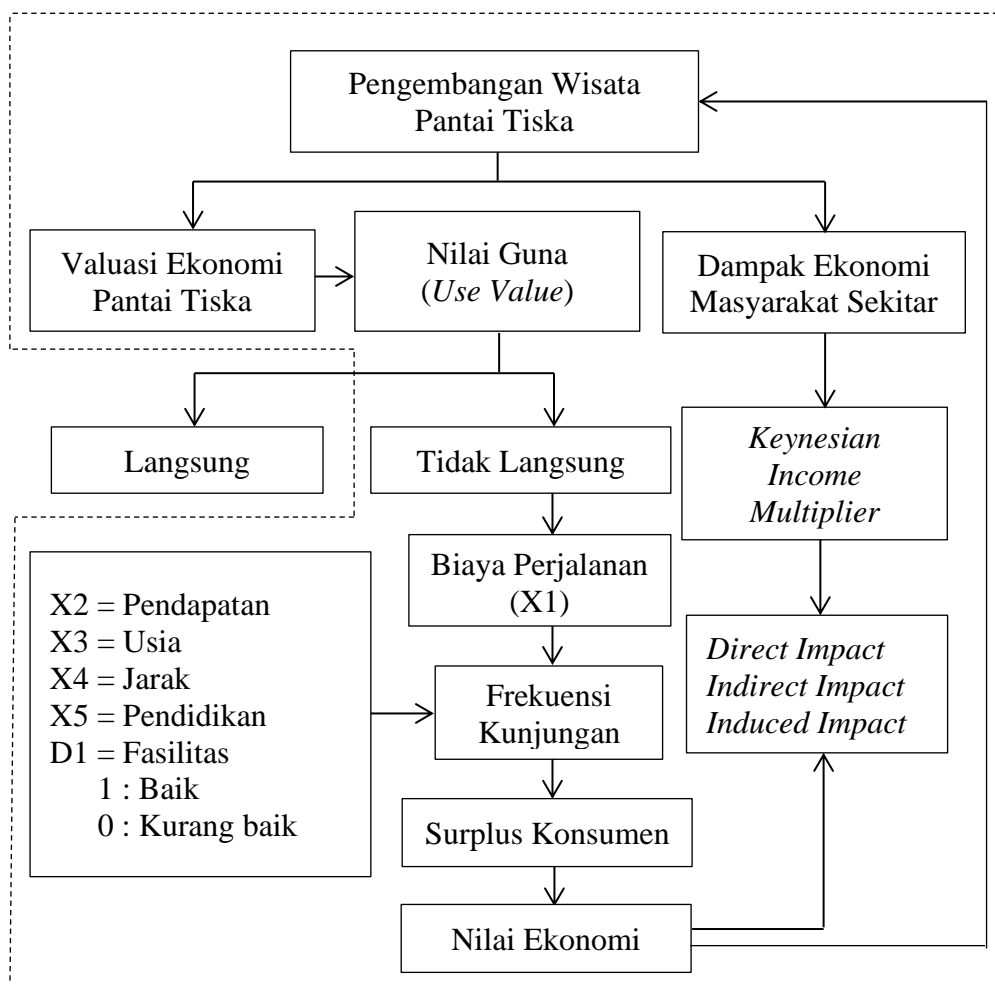 Pengembangan Wisata
Pantai Tiska
Valuasi Ekonomi
Pantai Tiska
Nilai Guna
(Use Value)
Dampak Ekonomi
Masyarakat Sekitar
Langsung
Tidak Langsung
Keynesian
Income
Multiplier
Biaya Perjalanan
(X1)
X2 = Pendapatan
X3 = Usia
X4 = Jarak
X5 = Pendidikan
D1 = Fasilitas
1 : Baik
0 : Kurang baik
Frekuensi
Kunjungan
Direct Impact
Indirect Impact
Induced Impact
Surplus Konsumen
Nilai Ekonomi